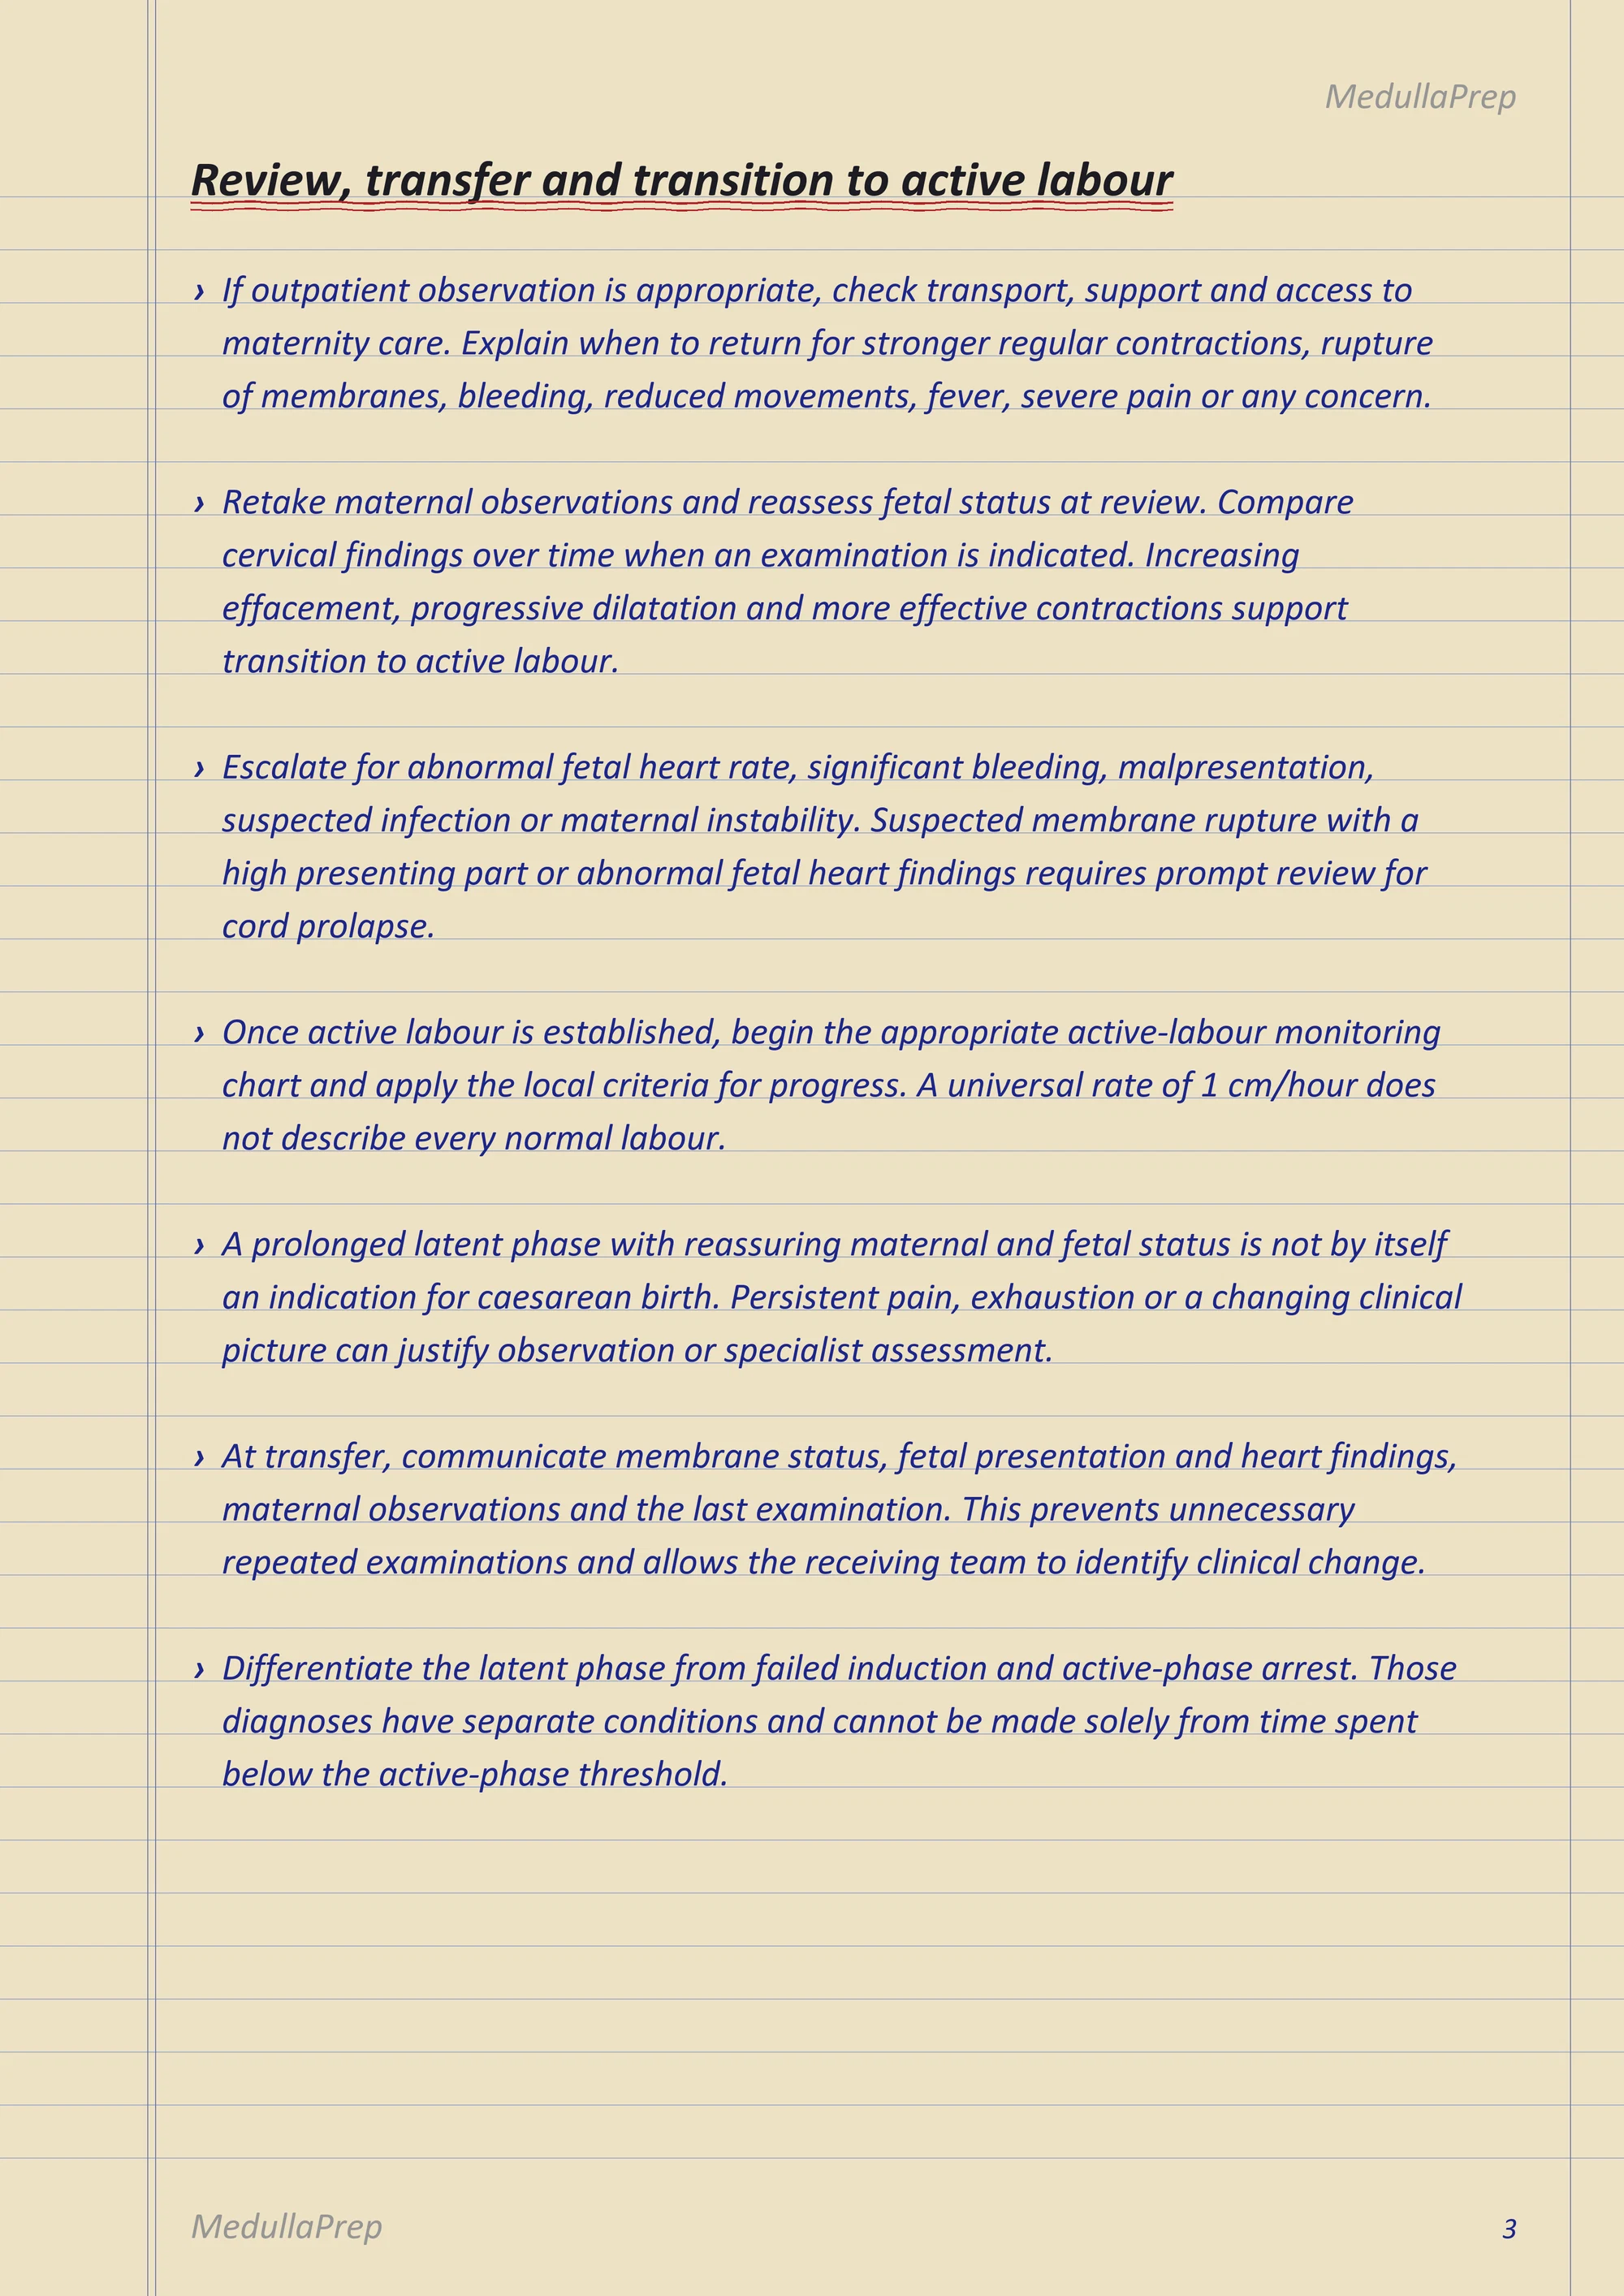 MedullaPrep
Review, transfer and transition to active labour
› If outpatient observation is appropriate, check transport, support and access to
maternity care. Explain when to return for stronger regular contractions, rupture
of membranes, bleeding, reduced movements, fever, severe pain or any concern.
› Retake maternal observations and reassess fetal status at review. Compare
cervical findings over time when an examination is indicated. Increasing
effacement, progressive dilatation and more effective contractions support
transition to active labour.
› Escalate for abnormal fetal heart rate, significant bleeding, malpresentation,
suspected infection or maternal instability. Suspected membrane rupture with a
high presenting part or abnormal fetal heart findings requires prompt review for
cord prolapse.
› Once active labour is established, begin the appropriate active-labour monitoring
chart and apply the local criteria for progress. A universal rate of 1 cm/hour does
not describe every normal labour.
› A prolonged latent phase with reassuring maternal and fetal status is not by itself
an indication for caesarean birth. Persistent pain, exhaustion or a changing clinical
picture can justify observation or specialist assessment.
› At transfer, communicate membrane status, fetal presentation and heart findings,
maternal observations and the last examination. This prevents unnecessary
repeated examinations and allows the receiving team to identify clinical change.
› Differentiate the latent phase from failed induction and active-phase arrest. Those
diagnoses have separate conditions and cannot be made solely from time spent
below the active-phase threshold.
MedullaPrep
3